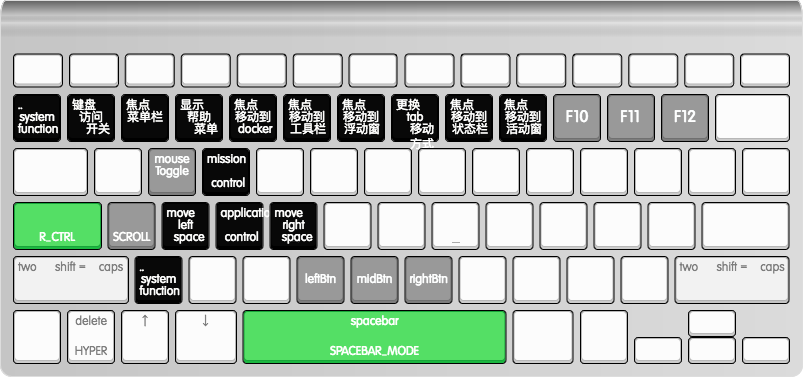 .. system function
键盘 访问 开关
焦点 菜单栏
显示 帮助 菜单
焦点 移动到 docker
焦点 移动到 工具栏
焦点 移动到 浮动窗
更换 tab 移动 方式
焦点 移动到 状态栏
焦点 移动到 活动窗
F10
F11
F12
mouse Toggle
mission control
R_CTRL
SCROLL
move left space
applicatio control
move right space
_
two shift = caps
.. system function
leftBtn
midBtn
rightBtn
two shift = caps
delete HYPER
↑
↓
spacebar
SPACEBAR_MODE